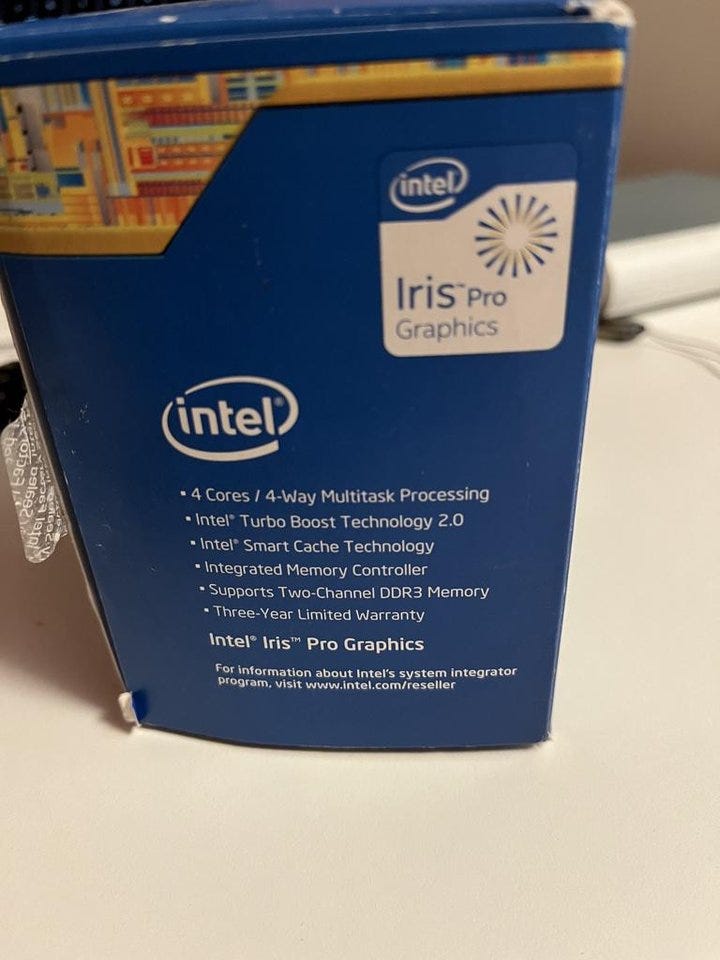 intel
Iris™ Pro
Graphics
intel®
▪ 4 Cores / 4-Way Multitask Processing
▪ Intel® Turbo Boost Technology 2.0
▪ Intel® Smart Cache Technology
▪ Integrated Memory Controller
▪ Supports Two-Channel DDR3 Memory
▪ Three-Year Limited Warranty
Intel® Iris™ Pro Graphics
For information about Intel's system integrator
program, visit www.intel.com/reseller